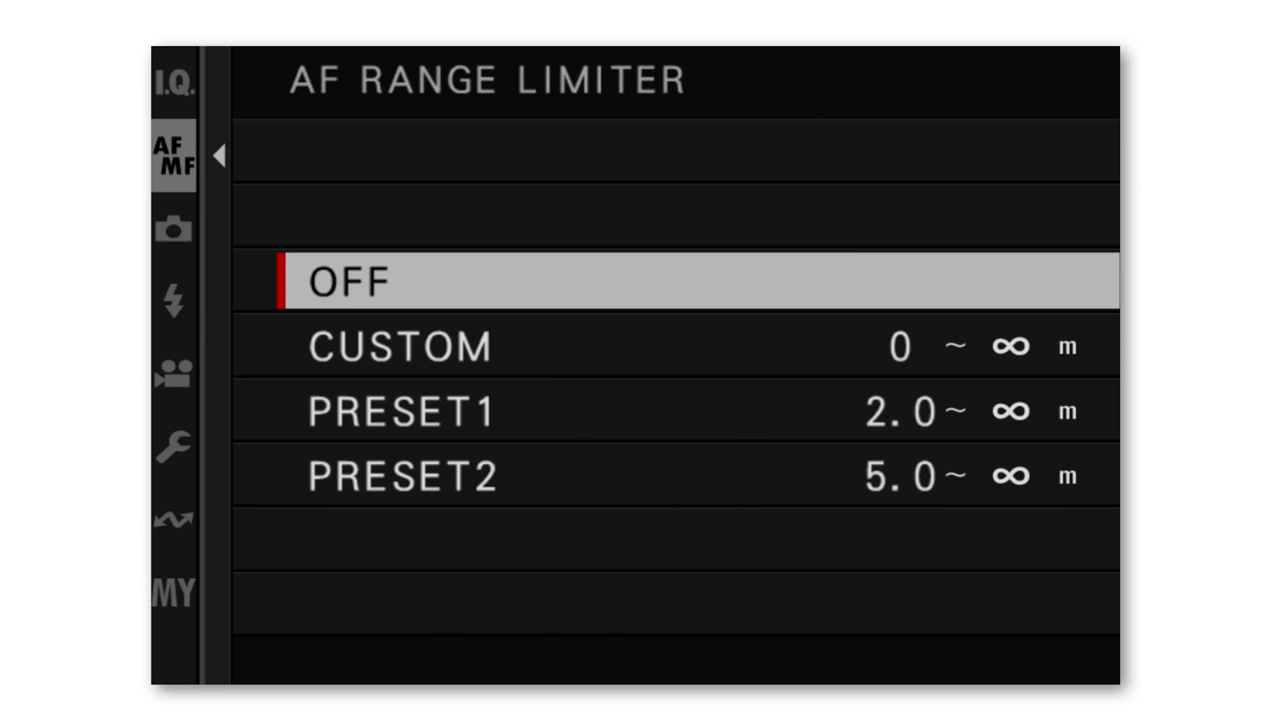 AF RANGE LIMITER
I.Q.
AF
MF
OFF
CUSTOM 0 ~ ∞ m
PRESET1 2.0~ ∞ m
PRESET2 5.0~ ∞ m
MY